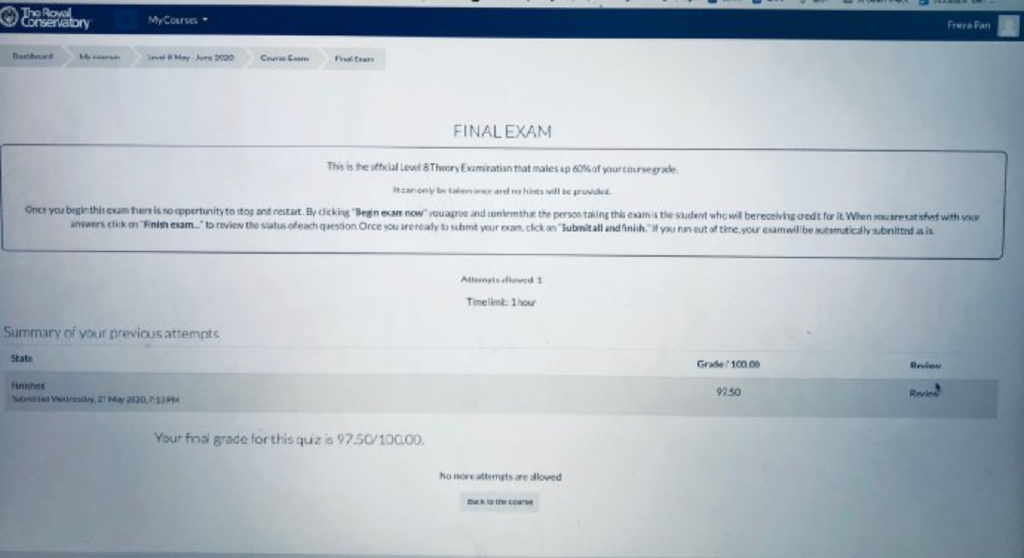 The Royal
Conservatory
My Courses
Freya Pan
Dashboard
My courses
Level 8 May - June 2020
Course Exam
Final Exam
FINAL EXAM
This is the official Level 8 Theory Examination that makes up 60% of your course grade.
It can only be taken once and no hints will be provided.
Once you begin this exam there is no opportunity to stop and restart. By clicking "Begin exam now" you agree and confirm that the person taking this exam is the student who will be receiving credit for it. When you are satisfied with your
answers, click on "Finish exam..." to review the status of each question. Once you are ready to submit your exam, click on "Submit all and finish." If you run out of time, your exam will be automatically submitted as is.
Attempts allowed: 1
Time limit: 1 hour
Summary of your previous attempts
State
Grade / 100.00
Review
Finished
Submitted Wednesday, 27 May 2020, 7:13 PM
97.50
Review
Your final grade for this quiz is 97.50/100.00.
No more attempts are allowed
Back to the course